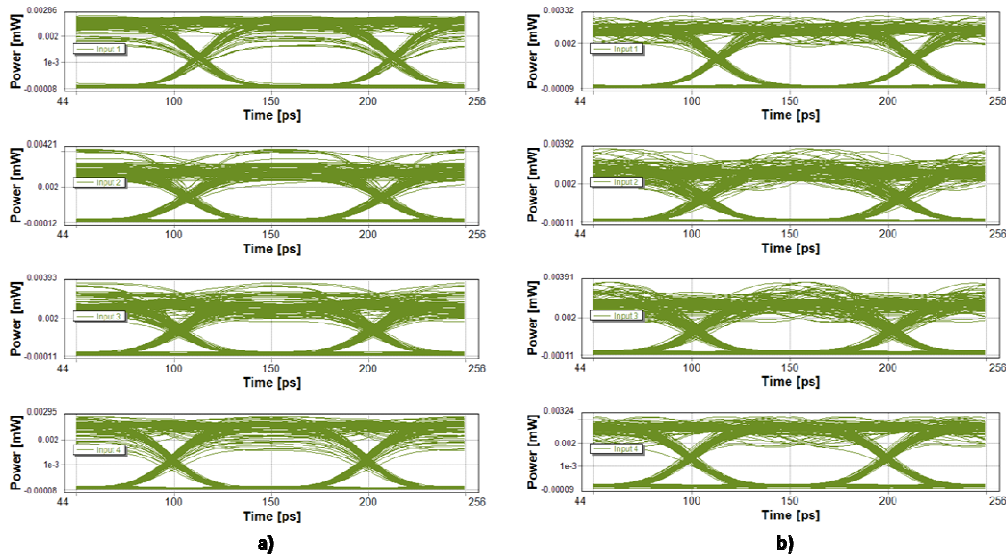 0.00286
0.002
1e-3
-0.00008
Power [mW]
Input 1
44
100
150
200
256
Time [ps]
0.00421
0.002
-0.00012
Power [mW]
Input 2
44
100
150
200
256
Time [ps]
0.00393
0.002
-0.00011
Power [mW]
Input 3
44
100
150
200
256
Time [ps]
0.00295
0.002
1e-3
-0.00008
Power [mW]
Input 4
44
100
150
200
256
Time [ps]
a)
0.00332
0.002
-0.00009
Power [mW]
Input 1
44
100
150
200
256
Time [ps]
0.00392
0.002
-0.00011
Power [mW]
Input 2
44
100
150
200
256
Time [ps]
0.00391
0.002
-0.00011
Power [mW]
Input 3
44
100
150
200
256
Time [ps]
0.00324
0.002
1e-3
-0.00009
Power [mW]
Input 4
44
100
150
200
256
Time [ps]
b)